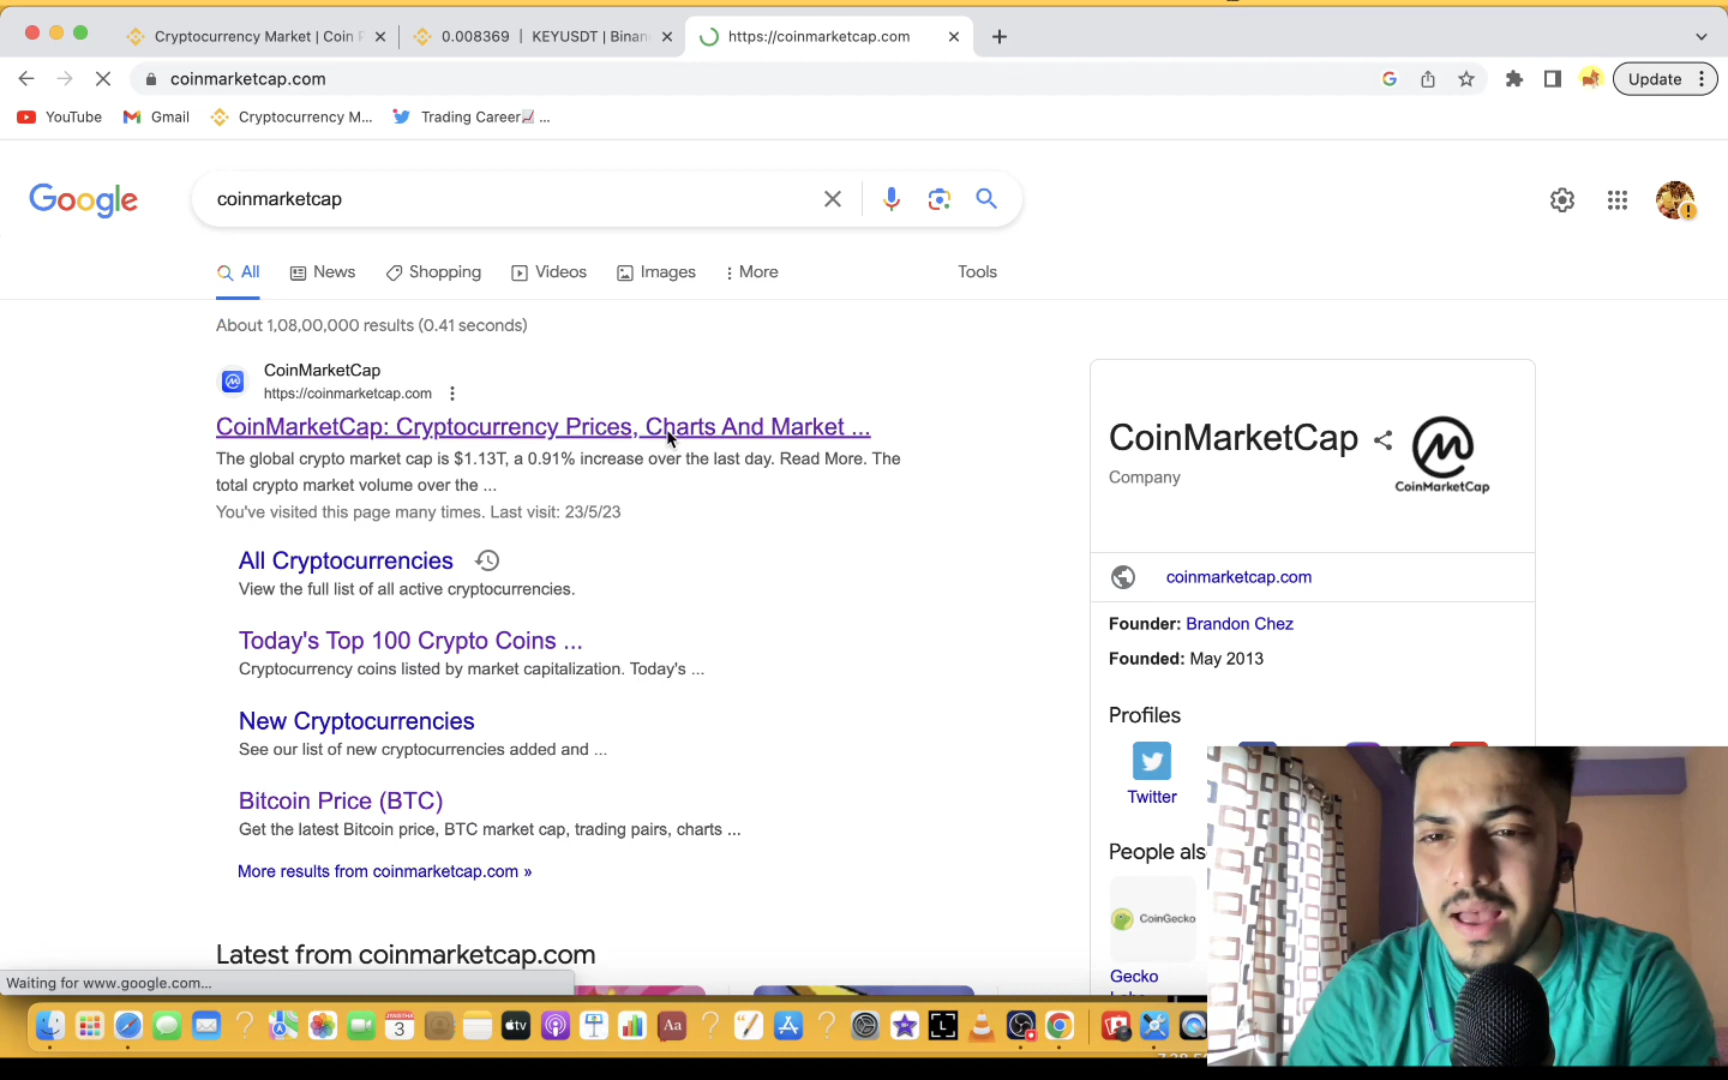 Cryptocurrency Market | Coin
0.008369 | KEYUSDT | Binan
https://coinmarketcap.com
coinmarketcap.com
Update
YouTube
Gmail
Cryptocurrency M...
Trading Career📈 ...
Google
coinmarketcap
All
News
Shopping
Videos
Images
More
Tools
About 1,08,00,000 results (0.41 seconds)
CoinMarketCap
https://coinmarketcap.com
CoinMarketCap: Cryptocurrency Prices, Charts And Market ...
The global crypto market cap is $1.13T, a 0.91% increase over the last day. Read More. The
total crypto market volume over the ...
You've visited this page many times. Last visit: 23/5/23
All Cryptocurrencies
View the full list of all active cryptocurrencies.
Today's Top 100 Crypto Coins ...
Cryptocurrency coins listed by market capitalization. Today's ...
New Cryptocurrencies
See our list of new cryptocurrencies added and ...
Bitcoin Price (BTC)
Get the latest Bitcoin price, BTC market cap, trading pairs, charts ...
More results from coinmarketcap.com »
Latest from coinmarketcap.com
CoinMarketCap
Company
CoinMarketCap
coinmarketcap.com
Founder: Brandon Chez
Founded: May 2013
Profiles
Twitter
People als
CoinGecko
Gecko
Waiting for www.google.com...
3
tv
Aa